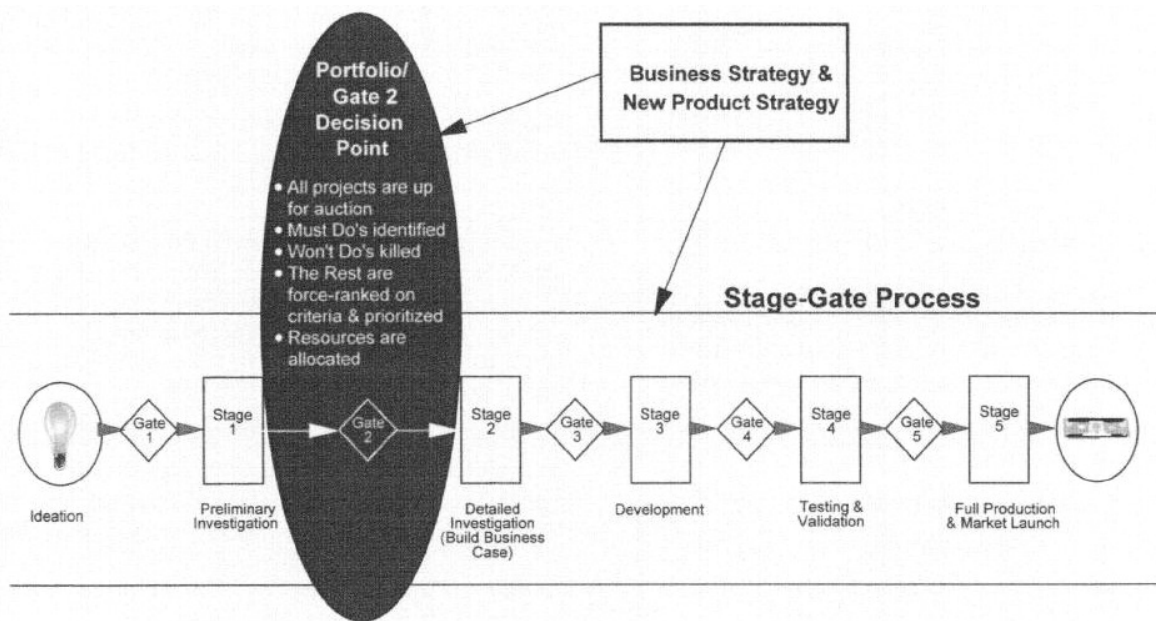 Portfolio/
Gate 2
Decision
Point
• All projects are up
for auction
• Must Do's identified
• Won't Do's killed
• The Rest are
force-ranked on
criteria & prioritized
• Resources are
allocated
Business Strategy &
New Product Strategy
Stage-Gate Process
Ideation
Gate
1
Stage
1
Preliminary
Investigation
Gate
2
Stage
2
Detailed
Investigation
(Build Business
Case)
Gate
3
Stage
3
Development
Gate
4
Stage
4
Testing &
Validation
Gate
5
Stage
5
Full Production
& Market Launch